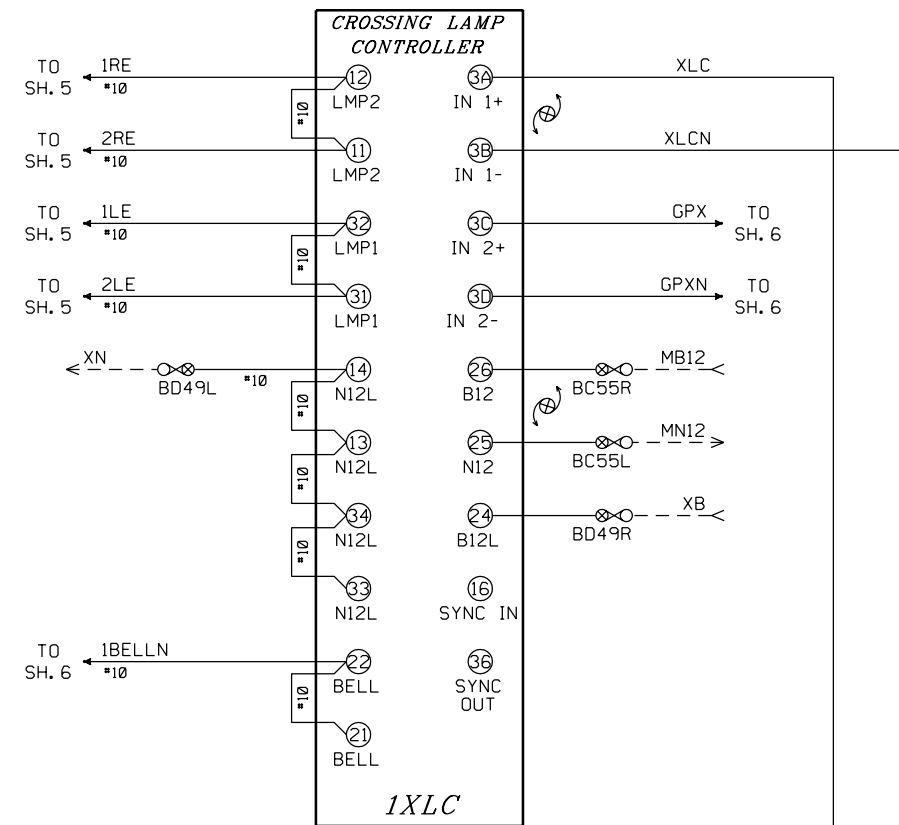 CROSSING LAMP
CONTROLLER
TO
SH.5
1RE
#10
12
LMP2
#10
3A
IN 1+
XLC
TO
SH.5
2RE
#10
11
LMP2
3B
IN 1-
XLCN
TO
SH.5
1LE
#10
32
LMP1
#10
3C
IN 2+
GPX
TO
SH.6
TO
SH.5
2LE
#10
31
LMP1
3D
IN 2-
GPXN
TO
SH.6
XN
BD49L
#10
14
N12L
#10
26
B12
BC55R
MB12
13
N12L
#10
25
N12
BC55L
MN12
34
N12L
#10
24
B12L
BD49R
XB
33
N12L
16
SYNC IN
TO
SH.6
1BELLN
#10
22
BELL
#10
36
SYNC
OUT
21
BELL
1XLC